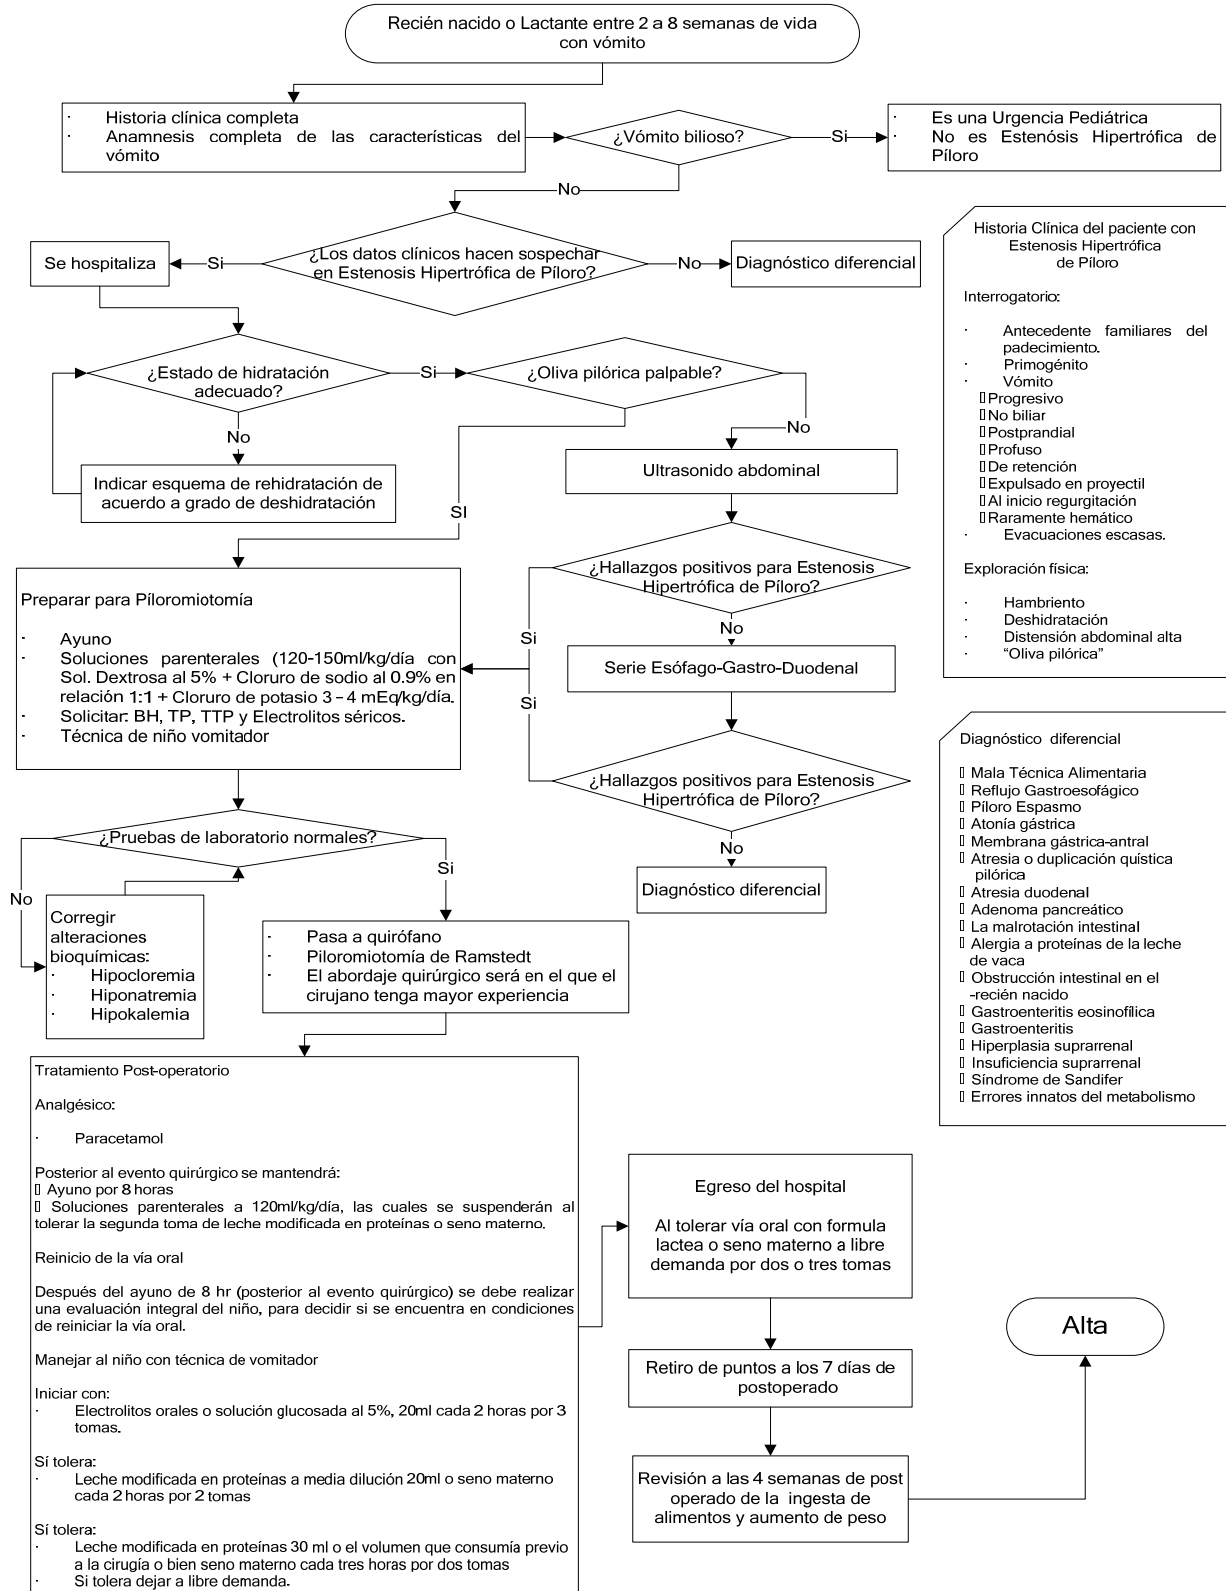 Recién nacido o Lactante entre 2 a 8 semanas de vida
con vómito
· Historia clínica completa
· Anamnesis completa de las características del
vómito
¿Vómito bilioso?
Si
· Es una Urgencia Pediátrica
· No es Estenósis Hipertrófica de
Píloro
No
¿Los datos clínicos hacen sospechar
en Estenosis Hipertrófica de Píloro?
Si
Se hospitaliza
No
Diagnóstico diferencial
¿Estado de hidratación
adecuado?
Si
¿Oliva pilórica palpable?
No
Indicar esquema de rehidratación de
acuerdo a grado de deshidratación
SI
No
Ultrasonido abdominal
¿Hallazgos positivos para Estenosis
Hipertrófica de Píloro?
Si
No
Serie Esófago-Gastro-Duodenal
Si
¿Hallazgos positivos para Estenosis
Hipertrófica de Píloro?
No
Diagnóstico diferencial
Preparar para Píloromiotomía
· Ayuno
· Soluciones parenterales (120-150ml/kg/día con
Sol. Dextrosa al 5% + Cloruro de sodio al 0.9% en
relación 1:1 + Cloruro de potasio 3 – 4 mEq/kg/día.
· Solicitar: BH, TP, TTP y Electrolitos séricos.
· Técnica de niño vomitador
¿Pruebas de laboratorio normales?
No
Si
Corregir
alteraciones
bioquímicas:
· Hipocloremia
· Hiponatremia
· Hipokalemia
· Pasa a quirófano
· Piloromiotomía de Ramstedt
· El abordaje quirúrgico será en el que el
cirujano tenga mayor experiencia
Tratamiento Post-operatorio
Analgésico:
· Paracetamol
Posterior al evento quirúrgico se mantendrá:
▯ Ayuno por 8 horas
▯ Soluciones parenterales a 120ml/kg/día, las cuales se suspenderán al
tolerar la segunda toma de leche modificada en proteínas o seno materno.
Reinicio de la vía oral
Después del ayuno de 8 hr (posterior al evento quirúrgico) se debe realizar
una evaluación integral del niño, para decidir si se encuentra en condiciones
de reiniciar la vía oral.
Manejar al niño con técnica de vomitador
Iniciar con:
· Electrolitos orales o solución glucosada al 5%, 20ml cada 2 horas por 3
tomas.
Sí tolera:
· Leche modificada en proteínas a media dilución 20ml o seno materno
cada 2 horas por 2 tomas
Sí tolera:
· Leche modificada en proteínas 30 ml o el volumen que consumía previo
a la cirugía o bien seno materno cada tres horas por dos tomas
· Si tolera dejar a libre demanda.
Egreso del hospital
Al tolerar vía oral con formula
lactea o seno materno a libre
demanda por dos o tres tomas
Retiro de puntos a los 7 días de
postoperado
Revisión a las 4 semanas de post
operado de la ingesta de
alimentos y aumento de peso
Alta
Historia Clínica del paciente con
Estenosis Hipertrófica
de Píloro
Interrogatorio:
· Antecedente familiares del
padecimiento.
· Primogénito
· Vómito
▯Progresivo
▯No biliar
▯Postprandial
▯Profuso
▯De retención
▯Expulsado en proyectil
▯Al inicio regurgitación
▯Raramente hemático
· Evacuaciones escasas.
Exploración física:
· Hambriento
· Deshidratación
· Distensión abdominal alta
· “Oliva pilórica”
Diagnóstico diferencial
▯ Mala Técnica Alimentaria
▯ Reflujo Gastroesofágico
▯ Píloro Espasmo
▯ Atonía gástrica
▯ Membrana gástrica-antral
▯ Atresia o duplicación quística
pilórica
▯ Atresia duodenal
▯ Adenoma pancreático
▯ La malrotación intestinal
▯ Alergia a proteínas de la leche
de vaca
▯ Obstrucción intestinal en el
-recién nacido
▯ Gastroenteritis eosinofílica
▯ Gastroenteritis
▯ Hiperplasia suprarrenal
▯ Insuficiencia suprarrenal
▯ Síndrome de Sandifer
▯ Errores innatos del metabolismo